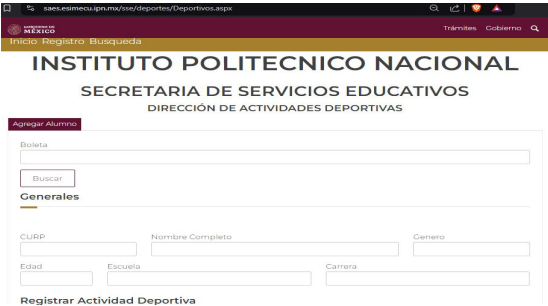 saes.esimecu.ipn.mx/sse/deportes/Deportivos.aspx
GOBIERNO DE
MÉXICO
Trámites Gobierno
Inicio Registro Busqueda
INSTITUTO POLITECNICO NACIONAL
SECRETARIA DE SERVICIOS EDUCATIVOS
DIRECCIÓN DE ACTIVIDADES DEPORTIVAS
Agregar Alumno
Boleta
Buscar
Generales
CURP Nombre Completo Genero
Edad Escuela Carrera
Registrar Actividad Deportiva